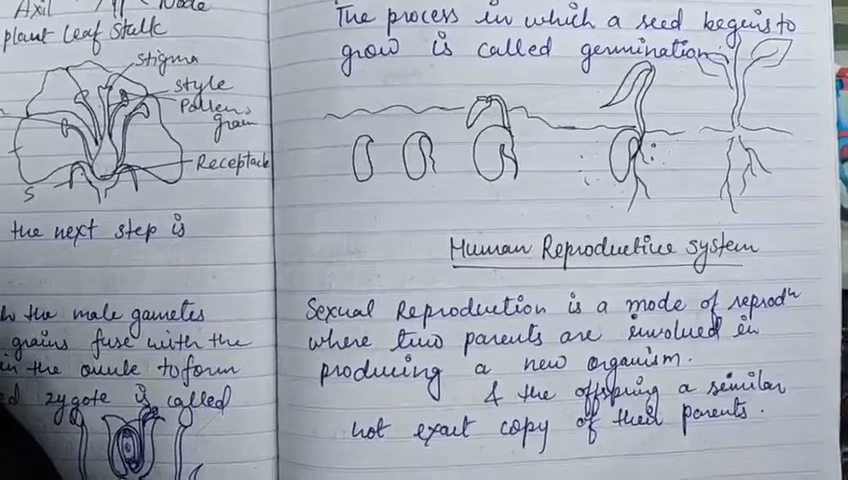 Axil
Node
plant leaf stalk
stigma
style
Pollen
grain
Receptacle
S
the next step is
the male gametes
grains fuse with the
in the ovule to form
zygote is called
The process in which a seed begins to
grow is called germination
Human Reproductive system
Sexual Reproduction is a mode of reprodⁿ
where two parents are involved in
producing a new organism.
& the offspring a similar
not exact copy of their parents.